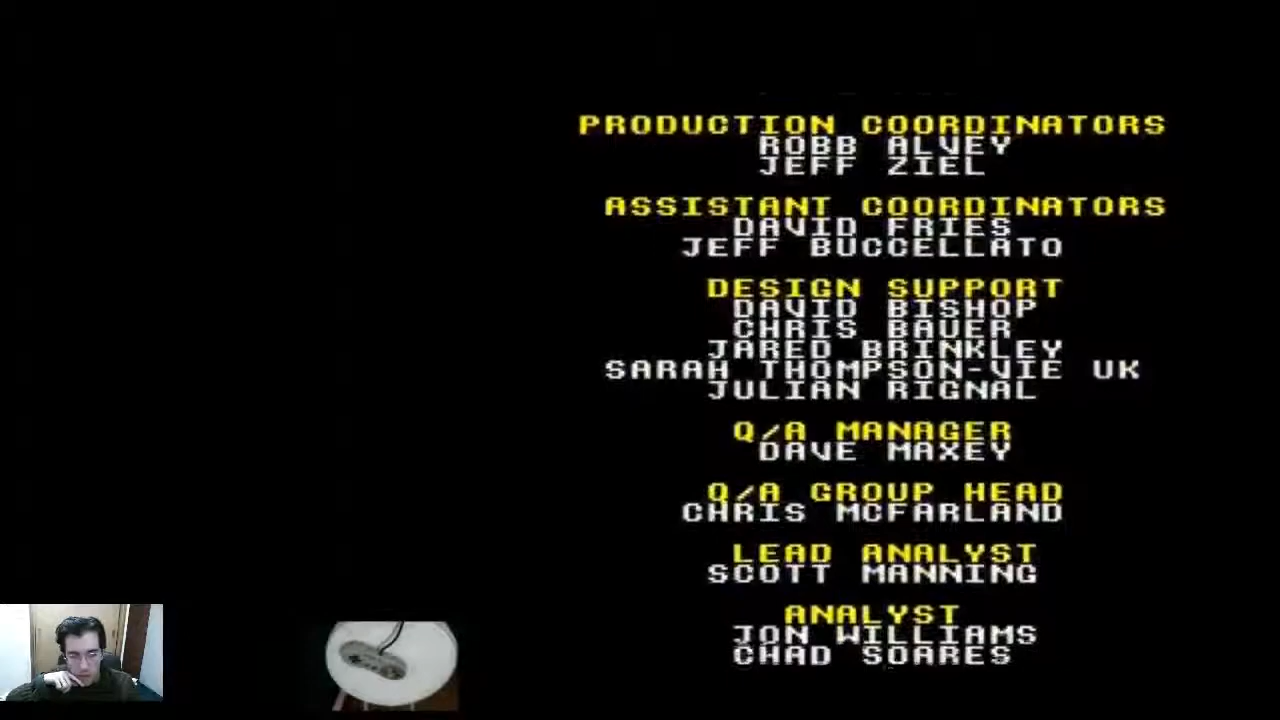 PRODUCTION COORDINATORS
ROBB ALVEY
JEFF ZIEL
ASSISTANT COORDINATORS
DAVID FRIES
JEFF BUCCELLATO
DESIGN SUPPORT
DAVID BISHOP
CHRIS BAUER
JARED BRINKLEY
SARAH THOMPSON-VIE UK
JULIAN RIGNAL
Q/A MANAGER
DAVE MAXEY
Q/A GROUP HEAD
CHRIS MCFARLAND
LEAD ANALYST
SCOTT MANNING
ANALYST
JON WILLIAMS
CHAD SOARES